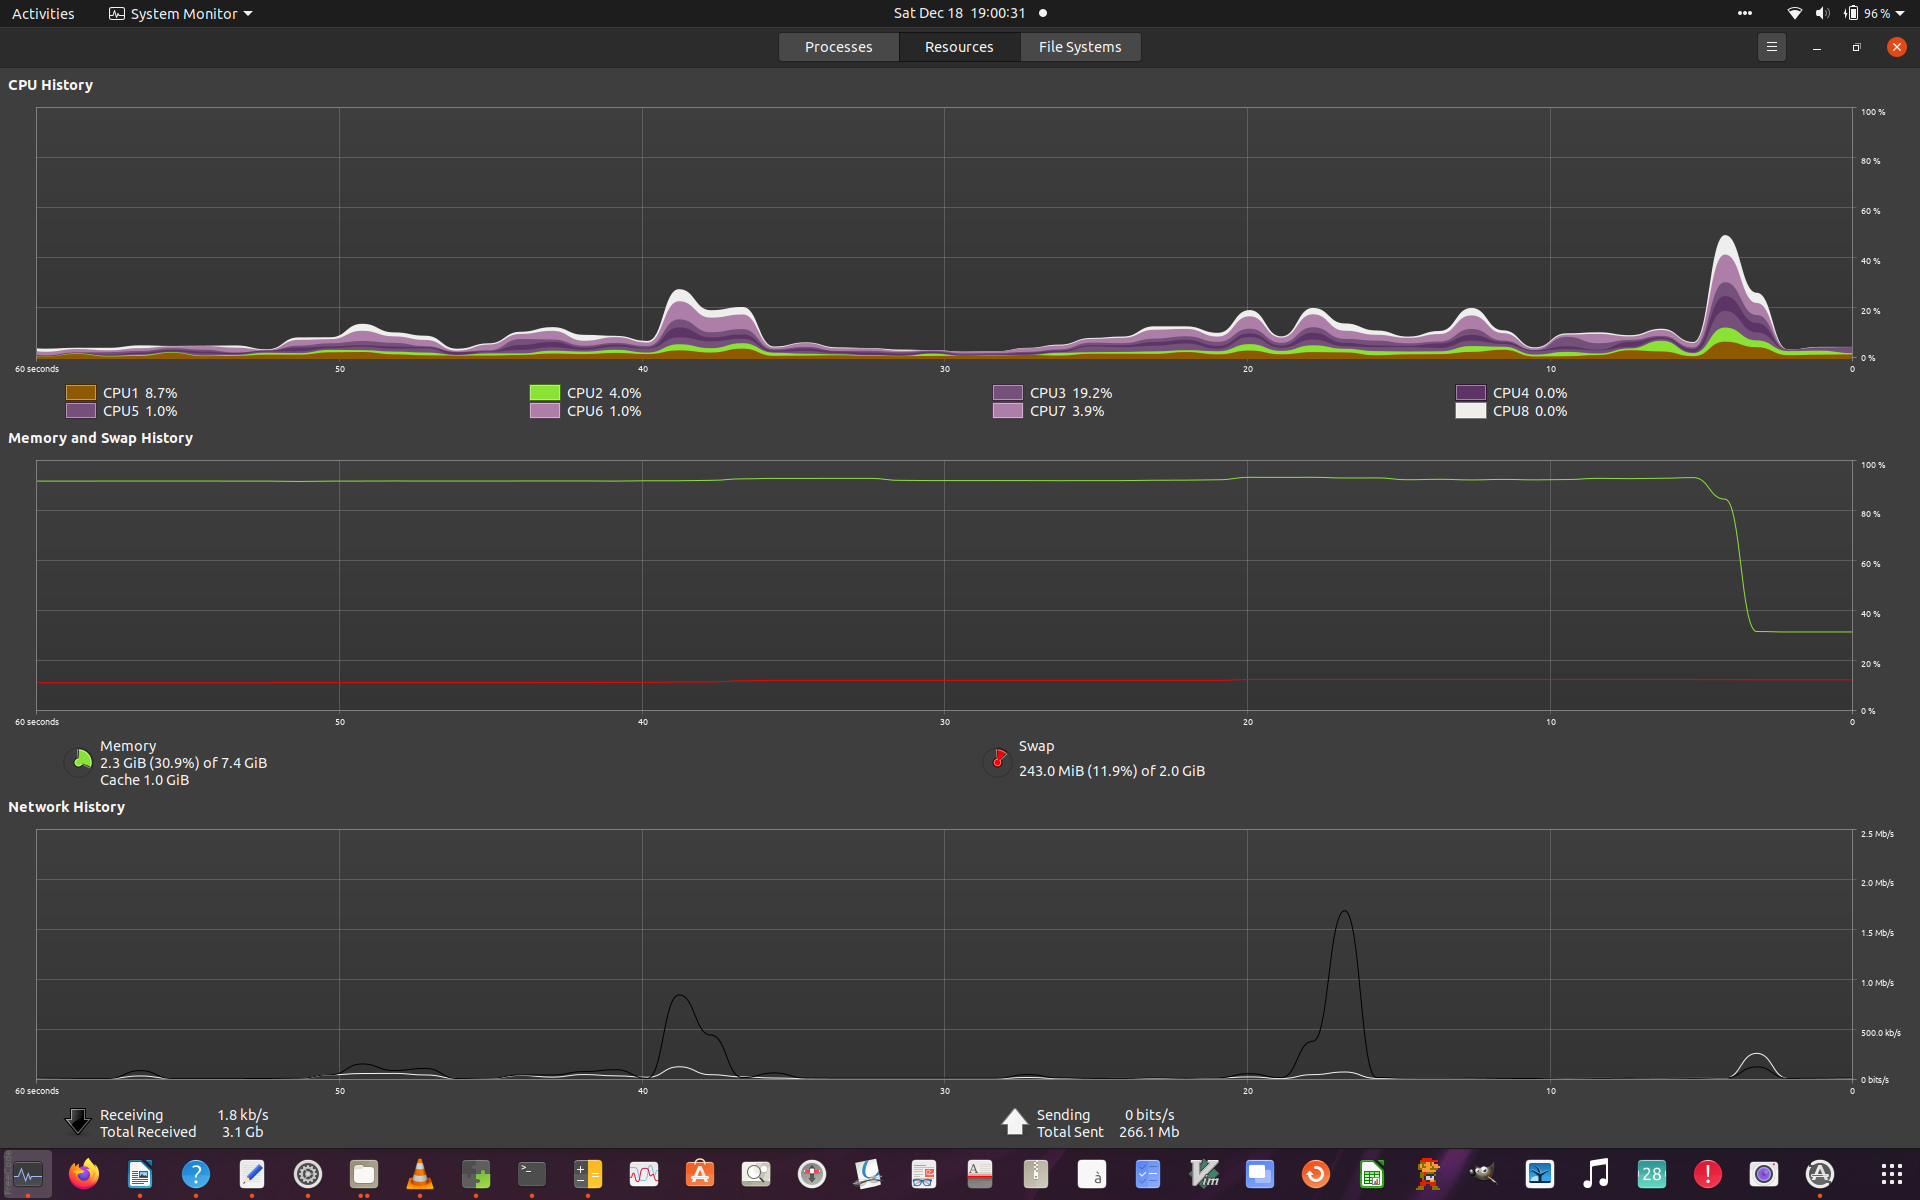 Activities System Monitor Sat Dec 18 19:00:31 96 %
Processes Resources File Systems
CPU History
100 %
80 %
60 %
40 %
20 %
0 %
60 seconds 50 40 30 20 10 0
CPU1 8.7% CPU2 4.0% CPU3 19.2% CPU4 0.0%
CPU5 1.0% CPU6 1.0% CPU7 3.9% CPU8 0.0%
Memory and Swap History
100 %
80 %
60 %
40 %
20 %
0 %
60 seconds 50 40 30 20 10 0
Memory Swap
2.3 GiB (30.9%) of 7.4 GiB 243.0 MiB (11.9%) of 2.0 GiB
Cache 1.0 GiB
Network History
2.5 Mb/s
2.0 Mb/s
1.5 Mb/s
1.0 Mb/s
500.0 kb/s
0 bits/s
60 seconds 50 40 30 20 10 0
Receiving 1.8 kb/s Sending 0 bits/s
Total Received 3.1 Gb Total Sent 266.1 Mb
? >_ A à Vim 28 !